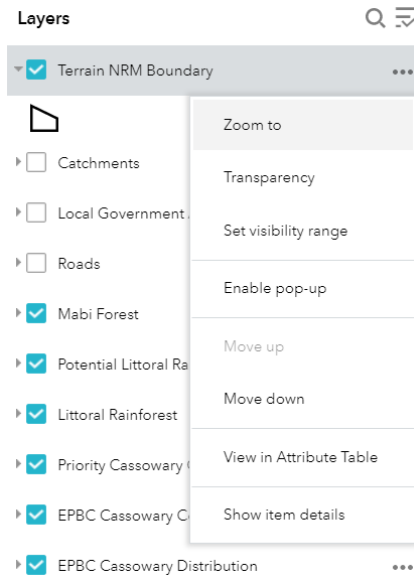 Layers
Terrain NRM Boundary
Zoom to
Catchments
Transparency
Local Government
Set visibility range
Roads
Enable pop-up
Mabi Forest
Move up
Potential Littoral Ra
Move down
Littoral Rainforest
View in Attribute Table
Priority Cassowary
EPBC Cassowary C
Show item details
EPBC Cassowary Distribution